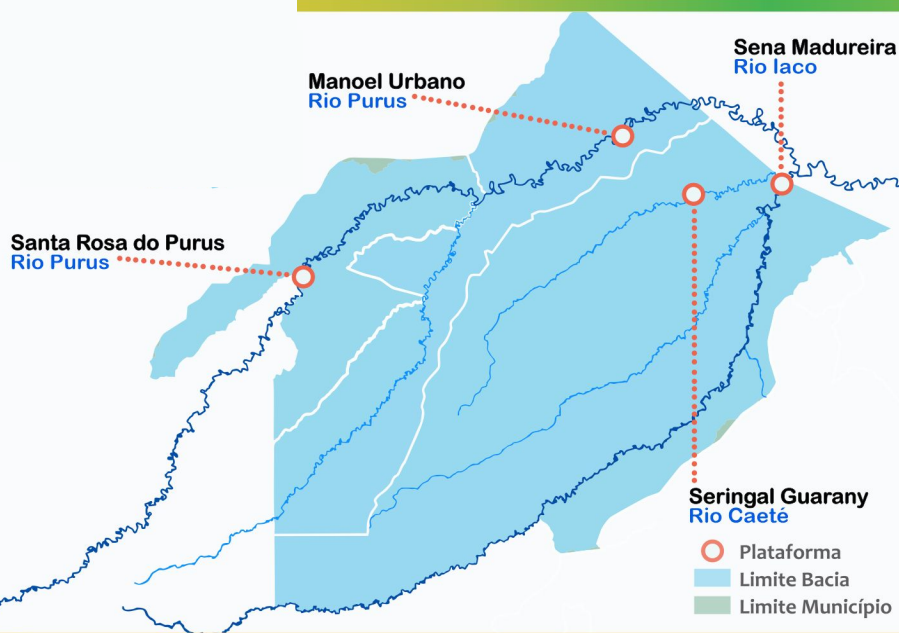 Sena Madureira
Rio Iaco
Manoel Urbano
Rio Purus
Santa Rosa do Purus
Rio Purus
Seringal Guarany
Rio Caeté
Plataforma
Limite Bacia
Limite Município